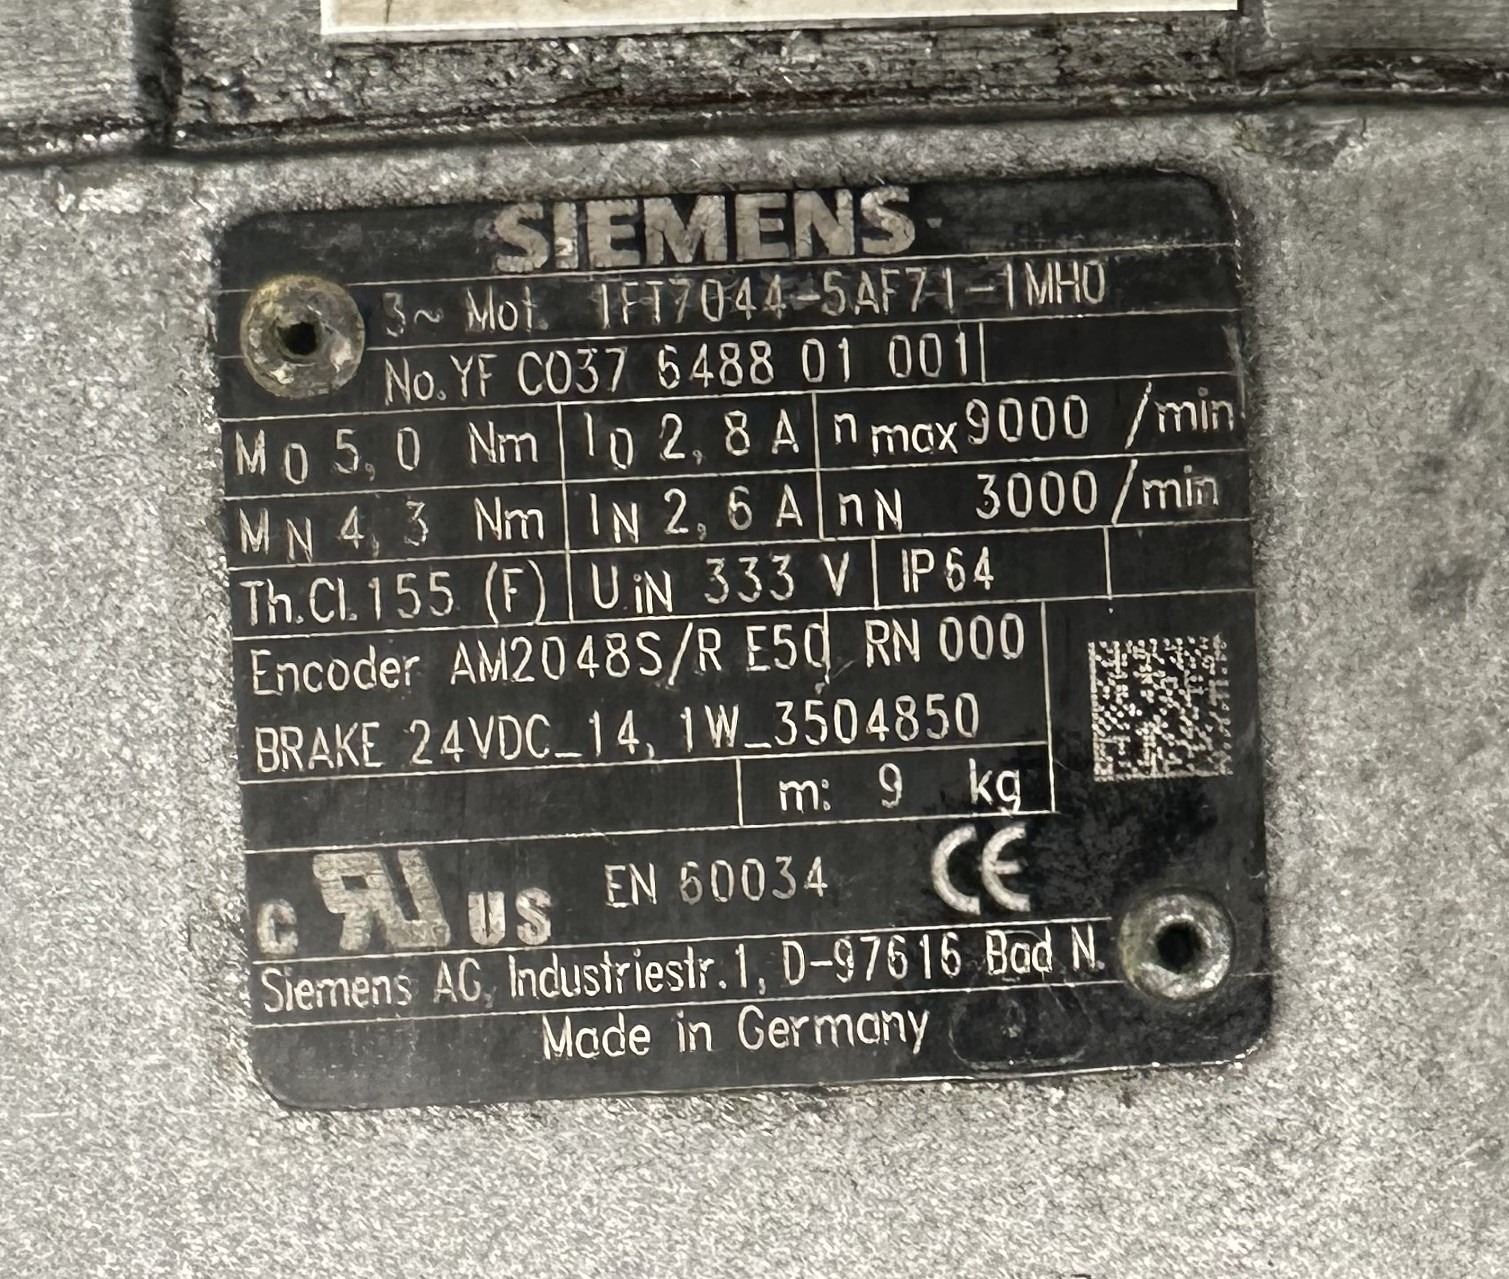 SIEMENS
3~ Mot. 1FT7044-5AF71-1MH0
No. YF C037 6488 01 001
M0 5,0 Nm I0 2,8 A nmax 9000 /min
MN 4,3 Nm IN 2,6 A nN 3000 /min
Th.Cl. 155 (F) UiN 333 V IP64
Encoder AM2048S/R E50 RN 000
BRAKE 24VDC_14,1W_3504850
m: 9 kg
c RU US EN 60034 CE
Siemens AG, Industriestr.1, D-97616 Bad N.
Made in Germany